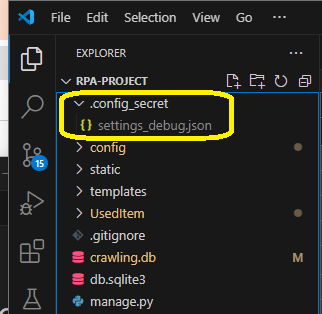 File Edit Selection View Go
EXPLORER
RPA-PROJECT
.config_secret
{} settings_debug.json
config
static
15
templates
UsedItem
.gitignore
crawling.db M
db.sqlite3
manage.py